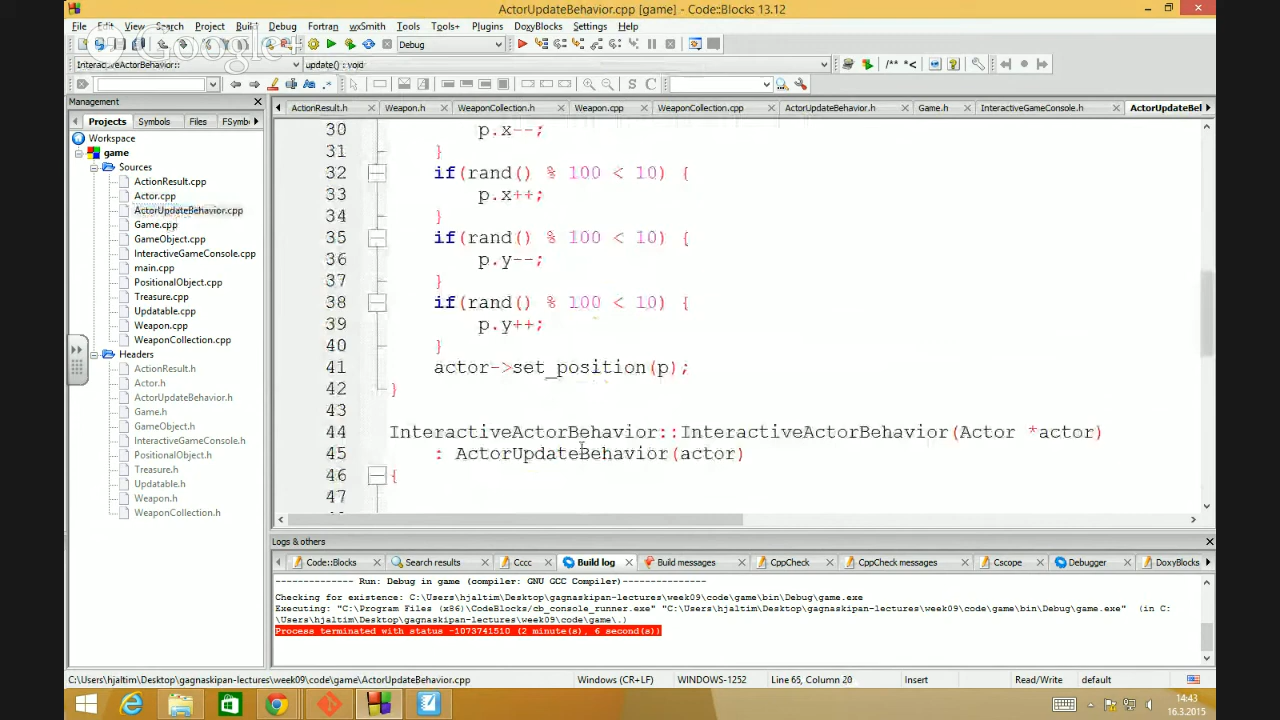 ActorUpdateBehavior.cpp [game] - Code::Blocks 13.12
File Edit View Search Project Build Debug Fortran wxSmith Tools Tools+ Plugins DoxyBlocks Settings Help
Google+
Debug
InteractiveActorBehavior:: update() : void
/** *<
S C
Management
Projects Symbols Files FSymbo
ActionResult.h Weapon.h WeaponCollection.h Weapon.cpp WeaponCollection.cpp ActorUpdateBehavior.h Game.h InteractiveGameConsole.h ActorUpdateBel
Workspace
game
Sources
ActionResult.cpp
Actor.cpp
ActorUpdateBehavior.cpp
Game.cpp
GameObject.cpp
InteractiveGameConsole.cpp
main.cpp
PositionalObject.cpp
Treasure.cpp
Updatable.cpp
Weapon.cpp
WeaponCollection.cpp
Headers
ActionResult.h
Actor.h
ActorUpdateBehavior.h
Game.h
GameObject.h
InteractiveGameConsole.h
PositionedObject.h
Treasure.h
Updatable.h
Weapon.h
WeaponCollection.h
30 p.x--;
31 }
32 if(rand() % 100 < 10) {
33 p.x++;
34 }
35 if(rand() % 100 < 10) {
36 p.y--;
37 }
38 if(rand() % 100 < 10) {
39 p.y++;
40 }
41 actor->set_position(p);
42 }
43
44 InteractiveActorBehavior::InteractiveActorBehavior(Actor *actor)
45 : ActorUpdateBehavior(actor)
46 {
47
Logs & others
Code::Blocks Search results Cccc Build log Build messages CppCheck CppCheck messages Cscope Debugger DoxyBlocks
-------------- Run: Debug in game (compiler: GNU GCC Compiler)---------------
Checking for existence: C:\Users\hjaltim\Desktop\gagnaskipan-lectures\week09\code\game\bin\Debug\game.exe
Executing: "C:\Program Files (x86)\CodeBlocks/cb_console_runner.exe" "C:\Users\hjaltim\Desktop\gagnaskipan-lectures\week09\code\game\bin\Debug\game.exe" (in C:
\Users\hjaltim\Desktop\gagnaskipan-lectures\week09\code\game\.)
Process terminated with status -1073741510 (2 minute(s), 6 second(s))
C:\Users\hjaltim\Desktop\gagnaskipan-lectures\week09\code\game\ActorUpdateBehavior.cpp Windows (CR+LF) WINDOWS-1252 Line 65, Column 20 Insert Read/Write default
14:43
16.3.2015